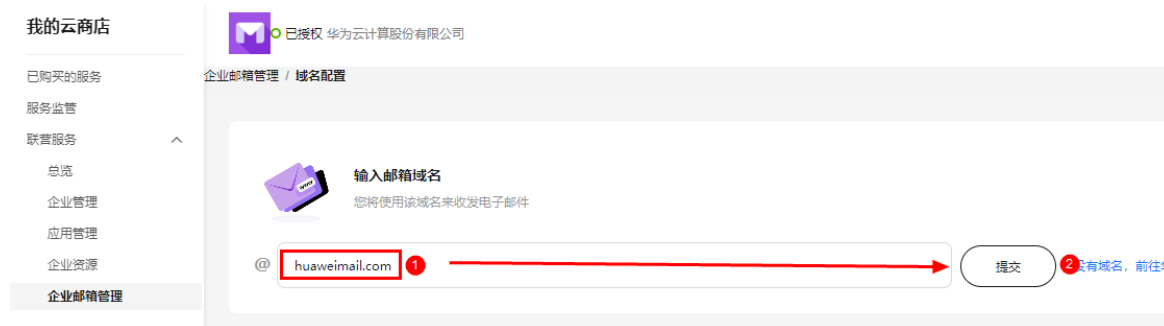 我的云商店
已购买的服务
服务监管
联营服务
总览
企业管理
应用管理
企业资源
企业邮箱管理
已授权 华为云计算股份有限公司
企业邮箱管理 / 域名配置
www
输入邮箱域名
您将使用该域名来收发电子邮件
@ huaweimail.com 1
提交 2 没有域名，前往